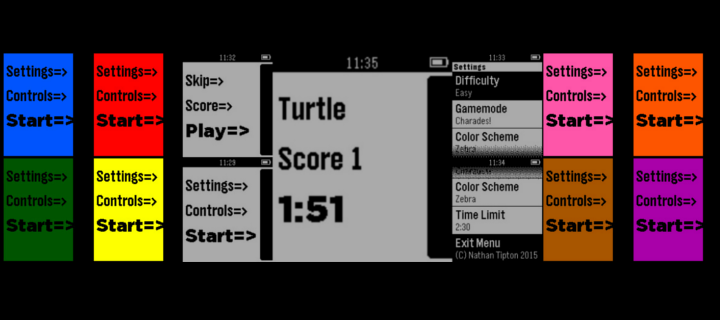 Settings=>
Controls=>
Start=>
Settings=>
Controls=>
Start=>
11:32
Skip=>
Score=>
Play=>
11:35
Turtle
Score 1
1:51
11:33
Settings
Difficulty
Easy
Gamemode
Charades!
Color Scheme
Zebra
Settings=>
Controls=>
Start=>
Settings=>
Controls=>
Start=>
Settings=>
Controls=>
Start=>
Settings=>
Controls=>
Start=>
11:29
Settings=>
Controls=>
Start=>
11:34
Color Scheme
Zebra
Time Limit
2:30
Exit Menu
(C) Nathan Tipton 2015
Settings=>
Controls=>
Start=>
Settings=>
Controls=>
Start=>